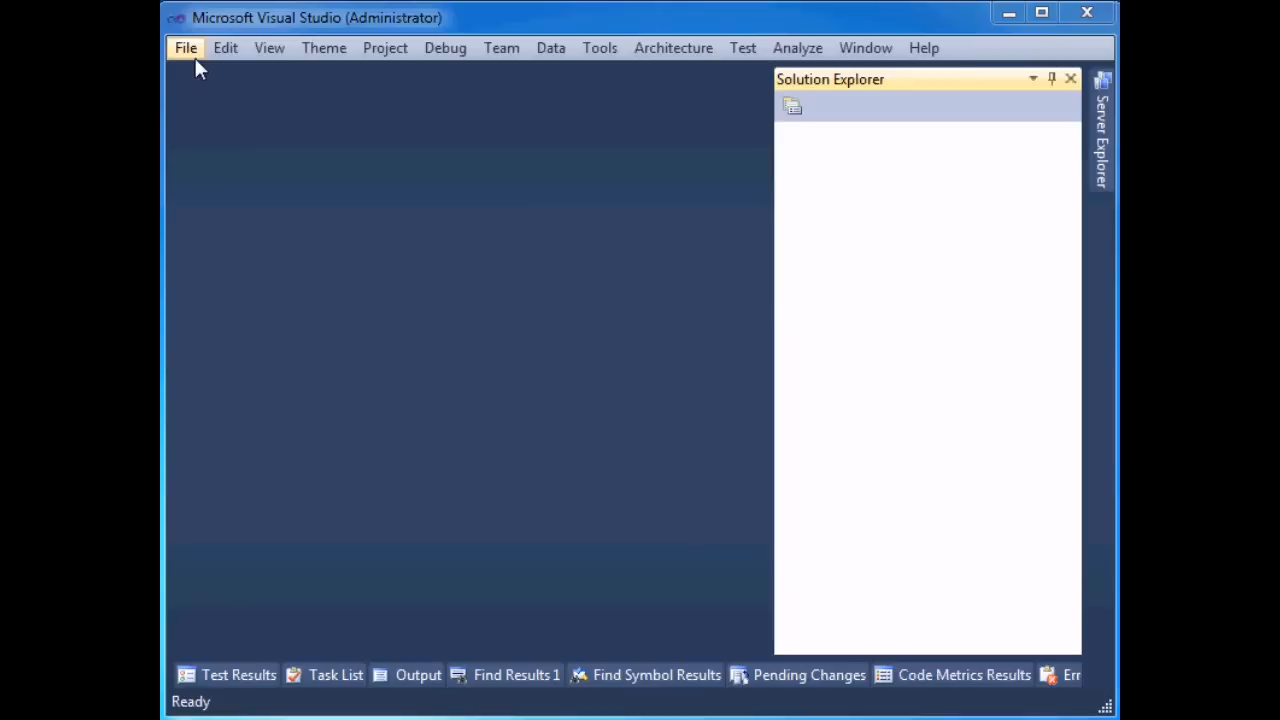 Microsoft Visual Studio (Administrator)
File Edit View Theme Project Debug Team Data Tools Architecture Test Analyze Window Help
Solution Explorer
Server Explorer
Test Results Task List Output Find Results 1 Find Symbol Results Pending Changes Code Metrics Results Err
Ready